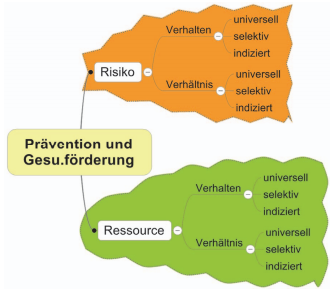 Prävention und
Gesu.förderung
Risiko
Verhalten
universell
selektiv
indiziert
Verhältnis
universell
selektiv
indiziert
Ressource
Verhalten
universell
selektiv
indiziert
Verhältnis
universell
selektiv
indiziert